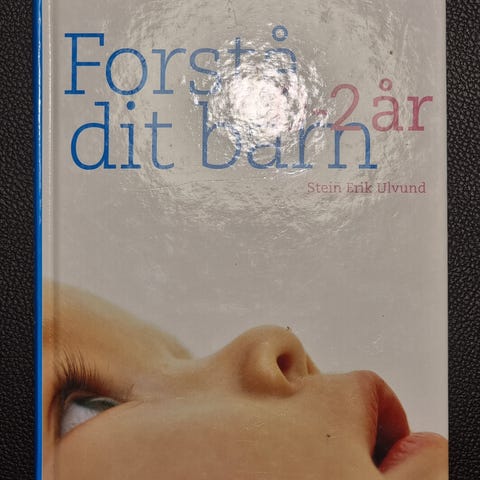 Forstå
dit barn
2 år
Stein Erik Ulvund